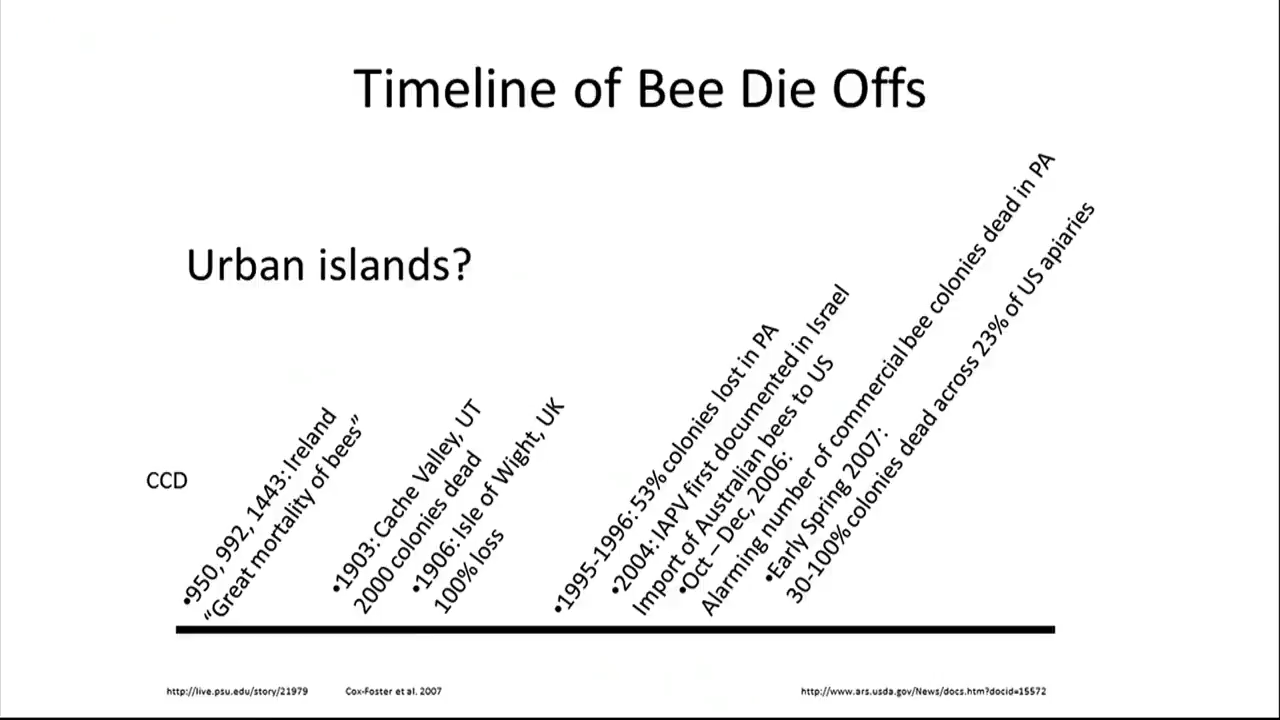 Timeline of Bee Die Offs
Urban islands?
CCD
•950, 992, 1443: Ireland
“Great mortality of bees”
•1903: Cache Valley, UT
2000 colonies dead
•1906: Isle of Wight, UK
100% loss
•1995-1996: 53% colonies lost in PA
•2004: IAPV first documented in Israel
Import of Australian bees to US
•Oct – Dec, 2006:
Alarming number of commercial bee colonies dead in PA
•Early Spring 2007:
30-100% colonies dead across 23% of US apiaries
http://live.psu.edu/story/21979
Cox-Foster et al. 2007
http://www.ars.usda.gov/News/docs.htm?docid=15572